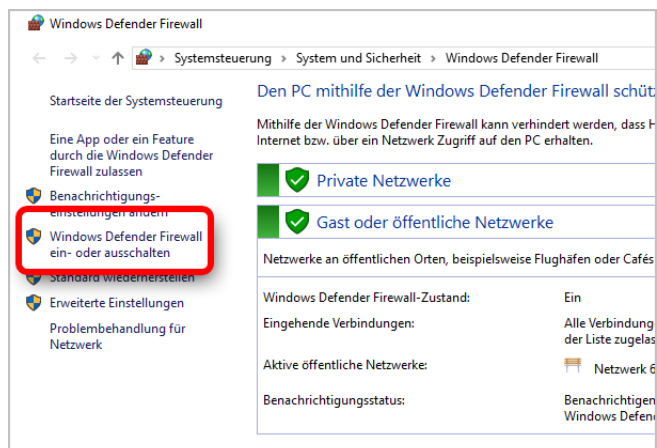 Windows Defender Firewall
Systemsteuerung > System und Sicherheit > Windows Defender Firewall
Startseite der Systemsteuerung
Eine App oder ein Feature
durch die Windows Defender
Firewall zulassen
Benachrichtigungs-
einstellungen ändern
Windows Defender Firewall
ein- oder ausschalten
Standard wiederherstellen
Erweiterte Einstellungen
Problembehandlung für
Netzwerk
Den PC mithilfe der Windows Defender Firewall schütz
Mithilfe der Windows Defender Firewall kann verhindert werden, dass H
Internet bzw. über ein Netzwerk Zugriff auf den PC erhalten.
Private Netzwerke
Gast oder öffentliche Netzwerke
Netzwerke an öffentlichen Orten, beispielsweise Flughäfen oder Cafés
Windows Defender Firewall-Zustand: Ein
Eingehende Verbindungen: Alle Verbindung
der Liste zugelas
Aktive öffentliche Netzwerke: Netzwerk 6
Benachrichtigungsstatus: Benachrichtigen
Windows Defen